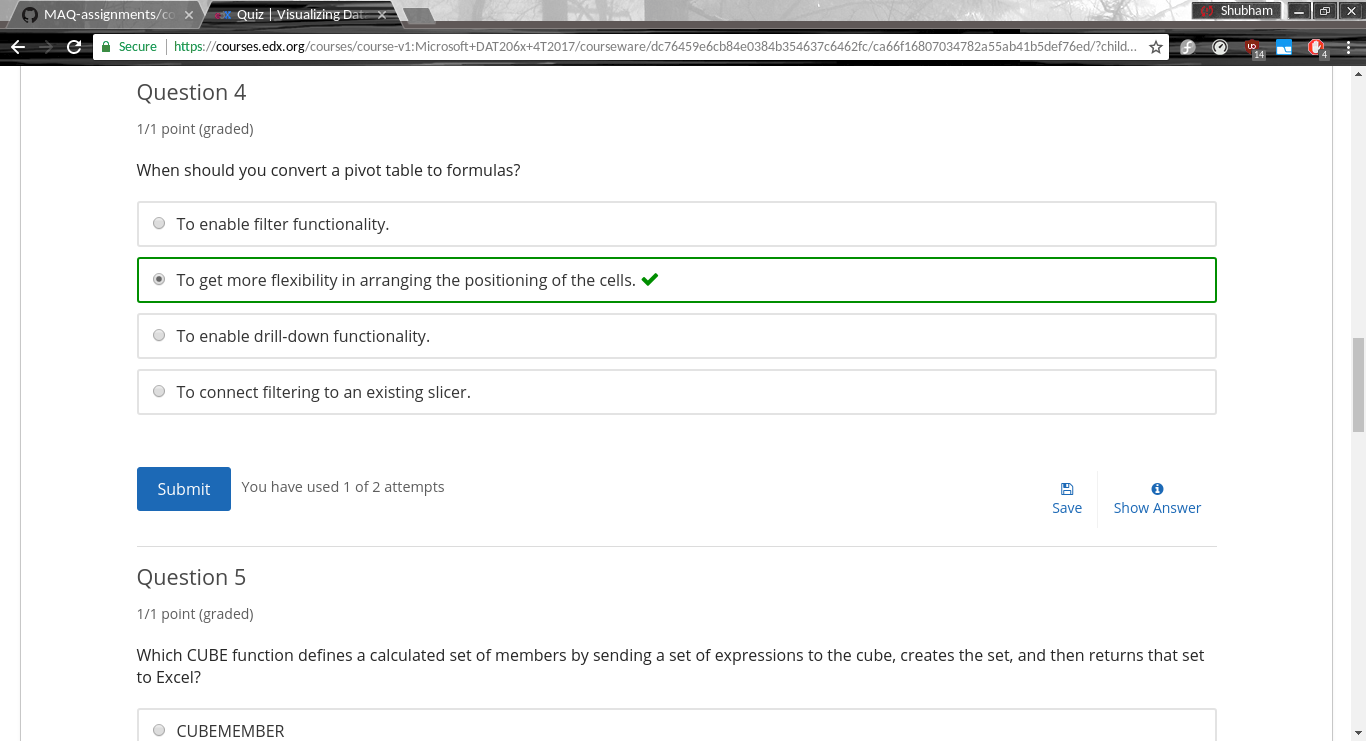 MAQ-assignments/co
Quiz | Visualizing Dat
Shubham
Secure
https://courses.edx.org/courses/course-v1:Microsoft+DAT206x+4T2017/courseware/dc76459e6cb84e0384b354637c6462fc/ca66f16807034782a55ab41b5def76ed/?child...
14
4
Question 4
1/1 point (graded)
When should you convert a pivot table to formulas?
To enable filter functionality.
To get more flexibility in arranging the positioning of the cells.
To enable drill-down functionality.
To connect filtering to an existing slicer.
Submit
You have used 1 of 2 attempts
Save
Show Answer
Question 5
1/1 point (graded)
Which CUBE function defines a calculated set of members by sending a set of expressions to the cube, creates the set, and then returns that set
to Excel?
CUBEMEMBER